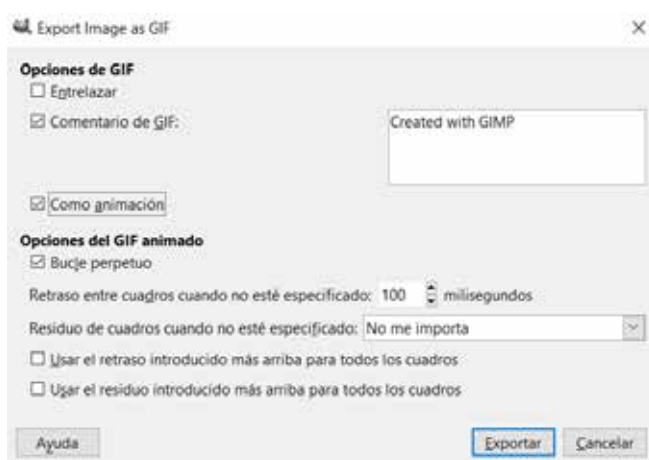 Export Image as GIF
Opciones de GIF
Entrelazar
Comentario de GIF:
Created with GIMP
Como animación
Opciones del GIF animado
Bucle perpetuo
Retraso entre cuadros cuando no esté especificado: 100 milisegundos
Residuo de cuadros cuando no esté especificado: No me importa
Usar el retraso introducido más arriba para todos los cuadros
Usar el residuo introducido más arriba para todos los cuadros
Ayuda Exportar Cancelar